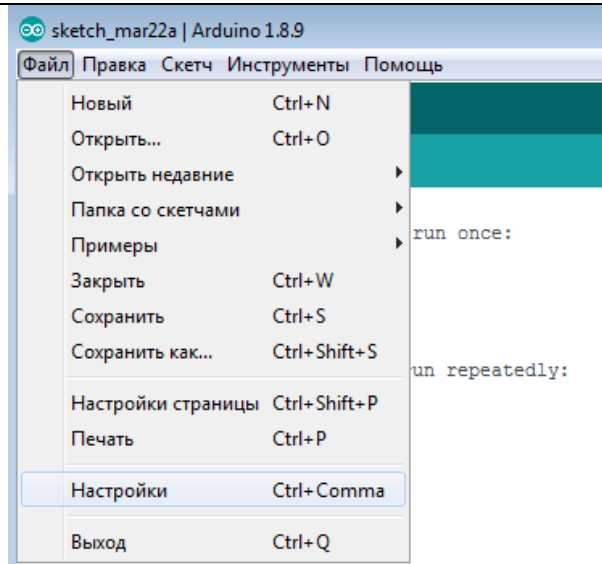 sketch_mar22a | Arduino 1.8.9
Файл Правка Скетч Инструменты Помощь
Новый Ctrl+N
Открыть... Ctrl+O
Открыть недавние
Папка со скетчами
Примеры
run once:
Закрыть Ctrl+W
Сохранить Ctrl+S
Сохранить как... Ctrl+Shift+S
run repeatedly:
Настройки страницы Ctrl+Shift+P
Печать Ctrl+P
Настройки Ctrl+Comma
Выход Ctrl+Q